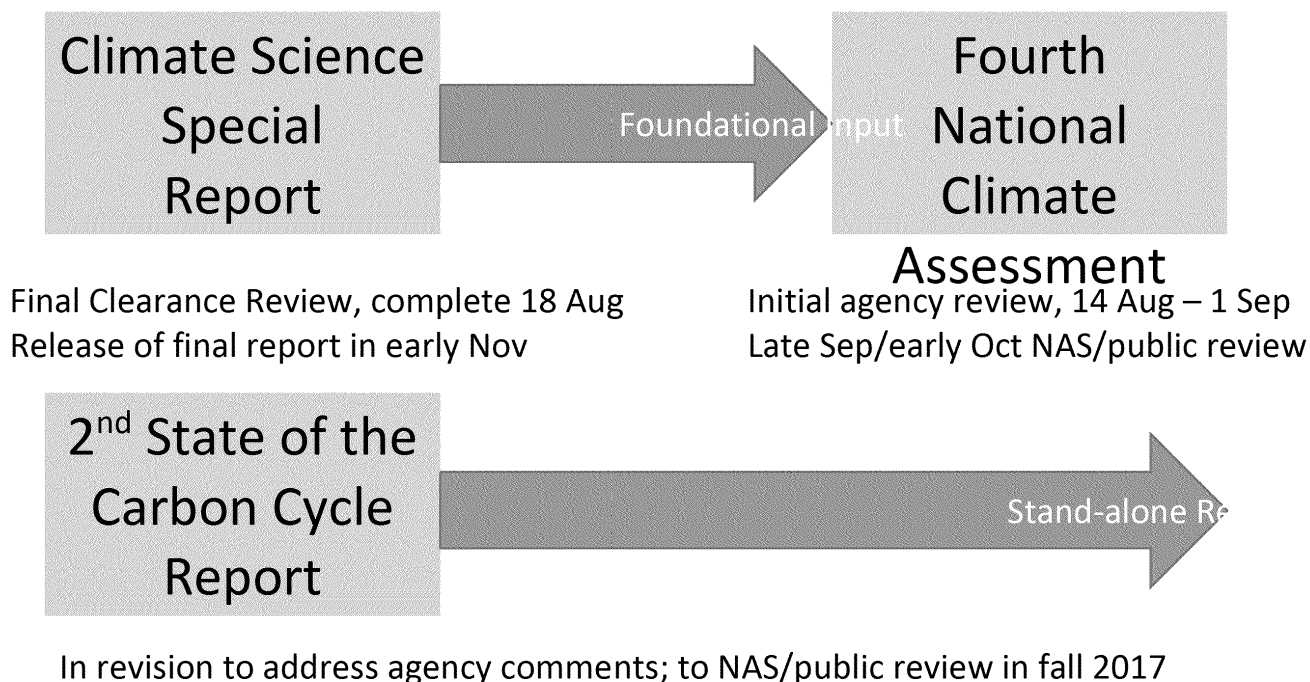 Climate Science
Special
Report
Foundational Input
Fourth
National
Climate
Assessment
Final Clearance Review, complete 18 Aug
Release of final report in early Nov
Initial agency review, 14 Aug – 1 Sep
Late Sep/early Oct NAS/public review
2nd State of the
Carbon Cycle
Report
Stand-alone
In revision to address agency comments; to NAS/public review in fall 2017